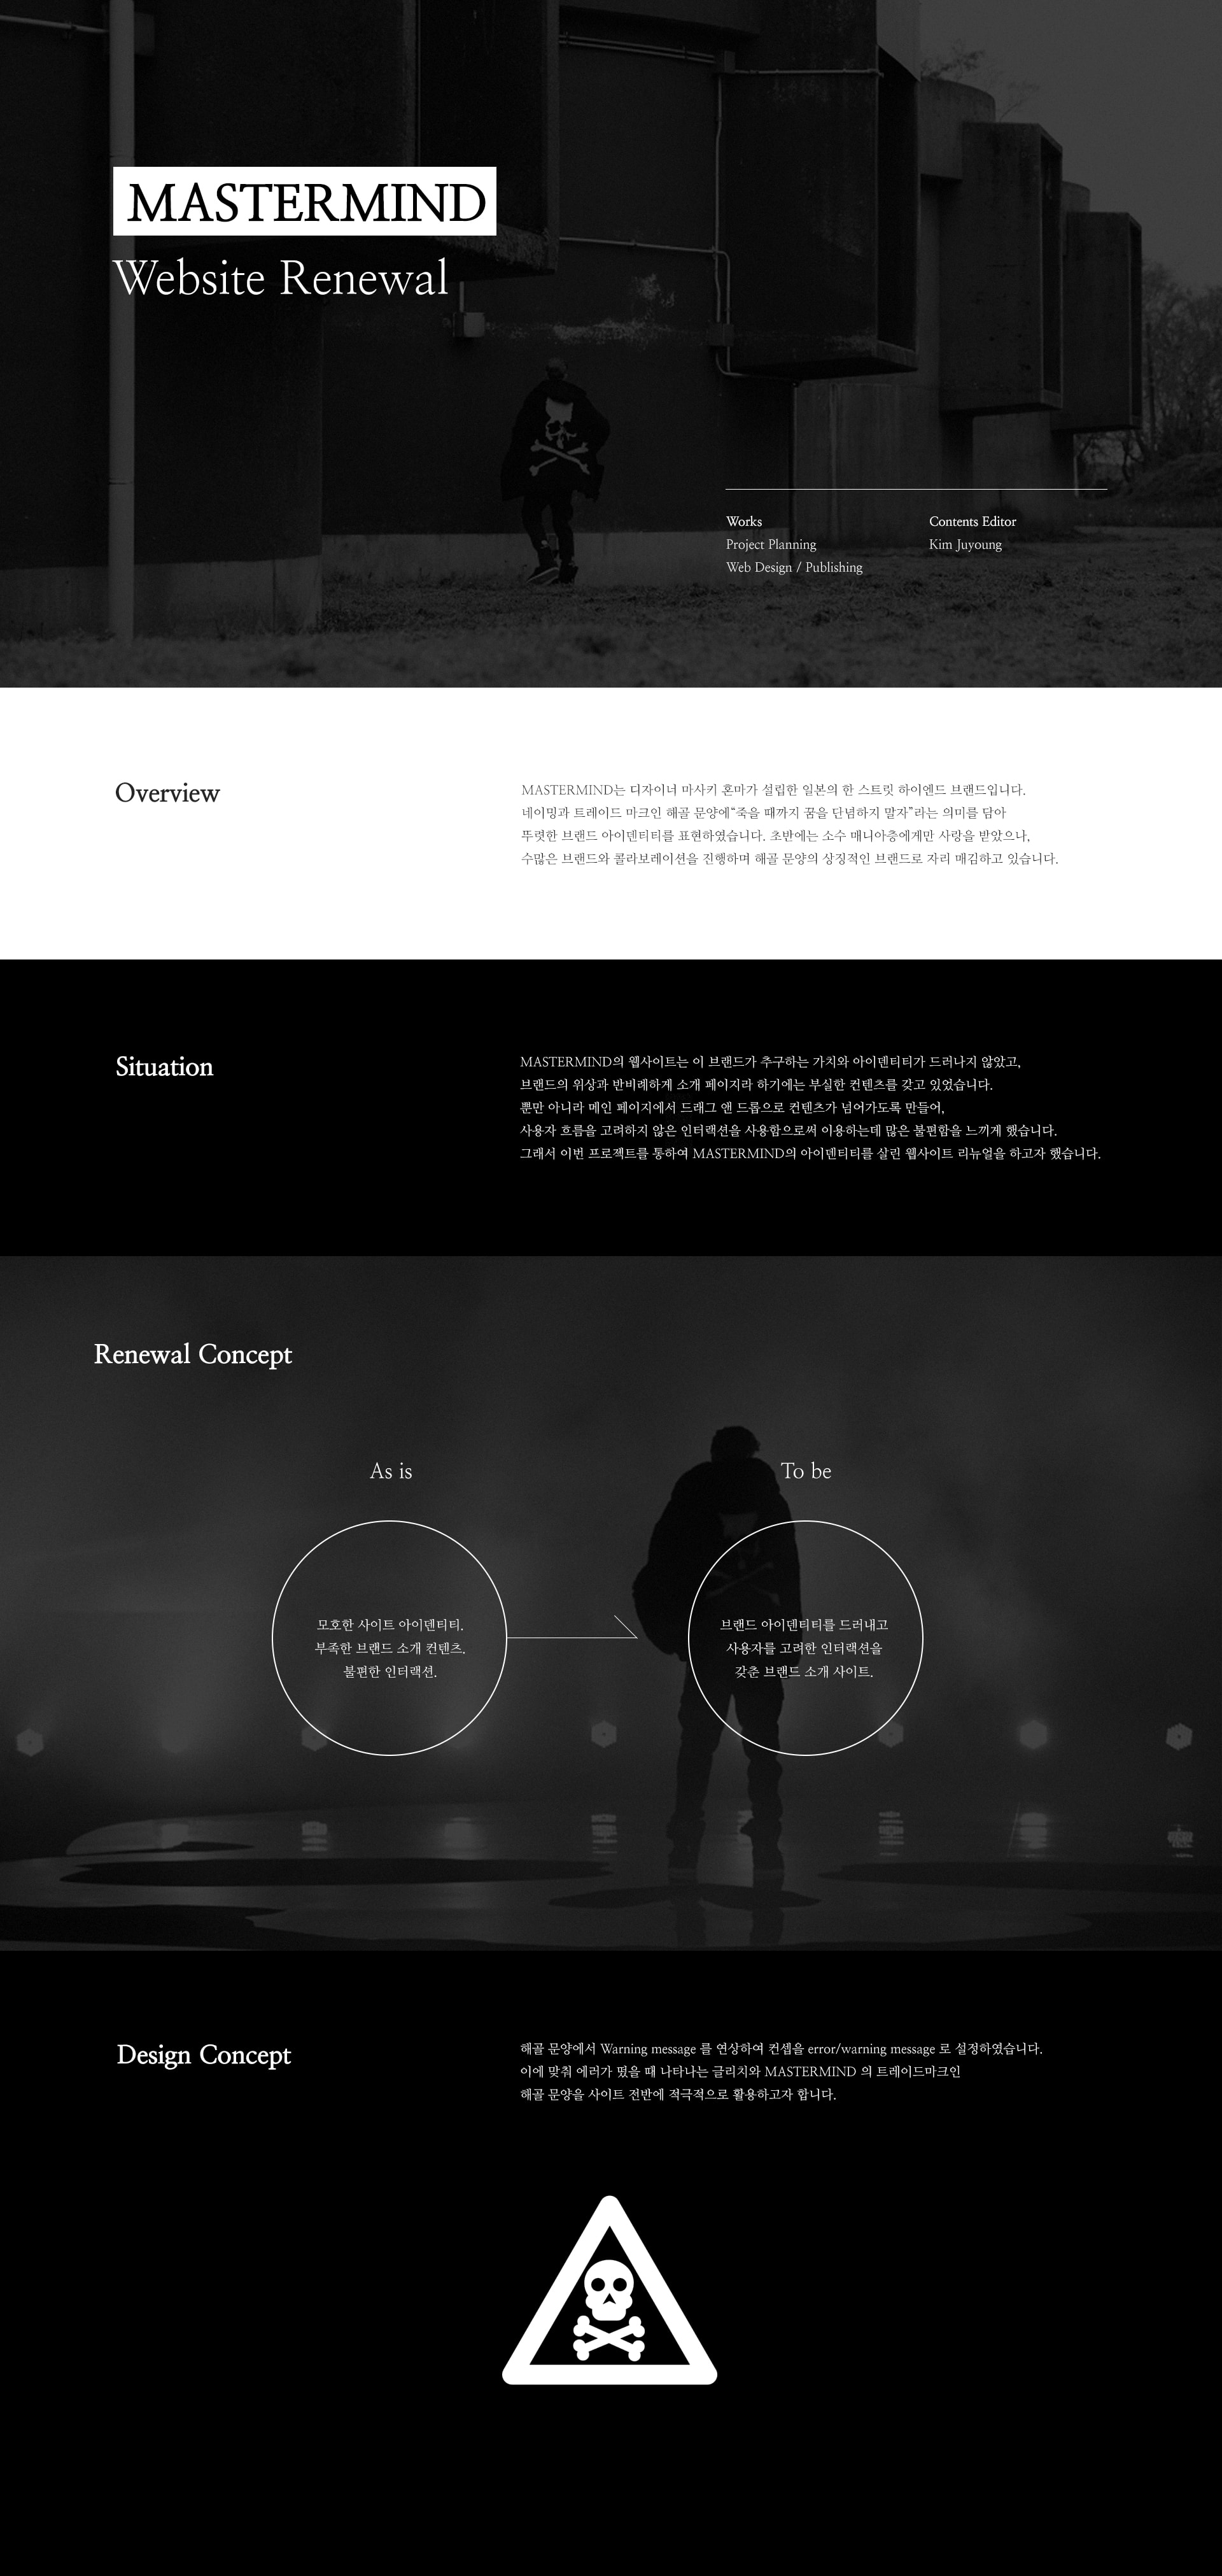 MASTERMIND
Website Renewal
Works
Project Planning
Web Design / Publishing
Contents Editor
Kim Juyoung
Overview
MASTERMIND는 디자이너 마사키 혼마가 설립한 일본의 한 스트릿 하이엔드 브랜드입니다.
네이밍과 트레이드 마크인 해골 문양에“죽을 때까지 꿈을 단념하지 말자”라는 의미를 담아
뚜렷한 브랜드 아이덴티티를 표현하였습니다. 초반에는 소수 매니아층에게만 사랑을 받았으나,
수많은 브랜드와 콜라보레이션을 진행하며 해골 문양의 상징적인 브랜드로 자리 매김하고 있습니다.
Situation
MASTERMIND의 웹사이트는 이 브랜드가 추구하는 가치와 아이덴티티가 드러나지 않았고,
브랜드의 위상과 반비례하게 소개 페이지라 하기에는 부실한 컨텐츠를 갖고 있었습니다.
뿐만 아니라 메인 페이지에서 드래그 앤 드롭으로 컨텐츠가 넘어가도록 만들어,
사용자 흐름을 고려하지 않은 인터랙션을 사용함으로써 이용하는데 많은 불편함을 느끼게 했습니다.
그래서 이번 프로젝트를 통하여 MASTERMIND의 아이덴티티를 살린 웹사이트 리뉴얼을 하고자 했습니다.
Renewal Concept
As is
모호한 사이트 아이덴티티.
부족한 브랜드 소개 컨텐츠.
불편한 인터랙션.
To be
브랜드 아이덴티티를 드러내고
사용자를 고려한 인터랙션을
갖춘 브랜드 소개 사이트.
Design Concept
해골 문양에서 Warning message 를 연상하여 컨셉을 error/warning message 로 설정하였습니다.
이에 맞춰 에러가 떴을 때 나타나는 글리치와 MASTERMIND 의 트레이드마크인
해골 문양을 사이트 전반에 적극적으로 활용하고자 합니다.